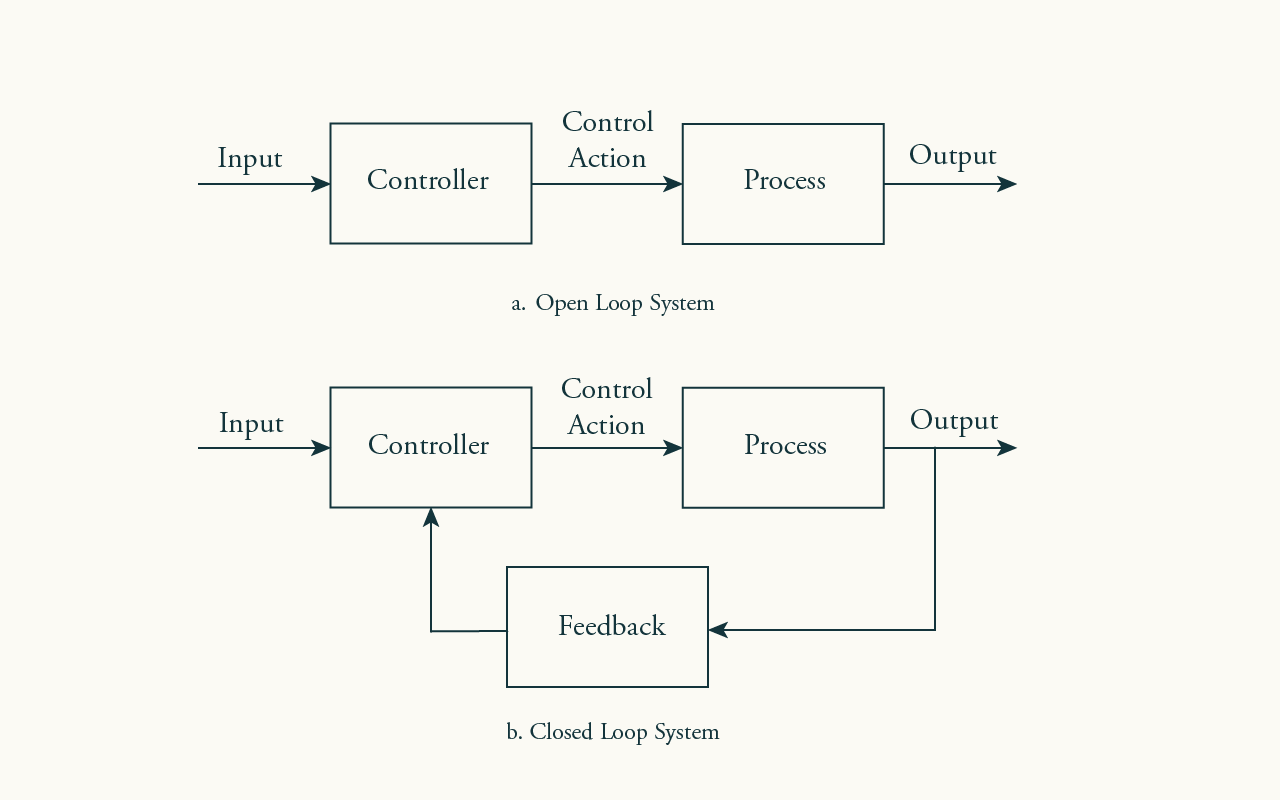 Control
Input
Controller
Action
Process
Output
a. Open Loop System
Control
Input
Controller
Action
Process
Output
Feedback
b. Closed Loop System